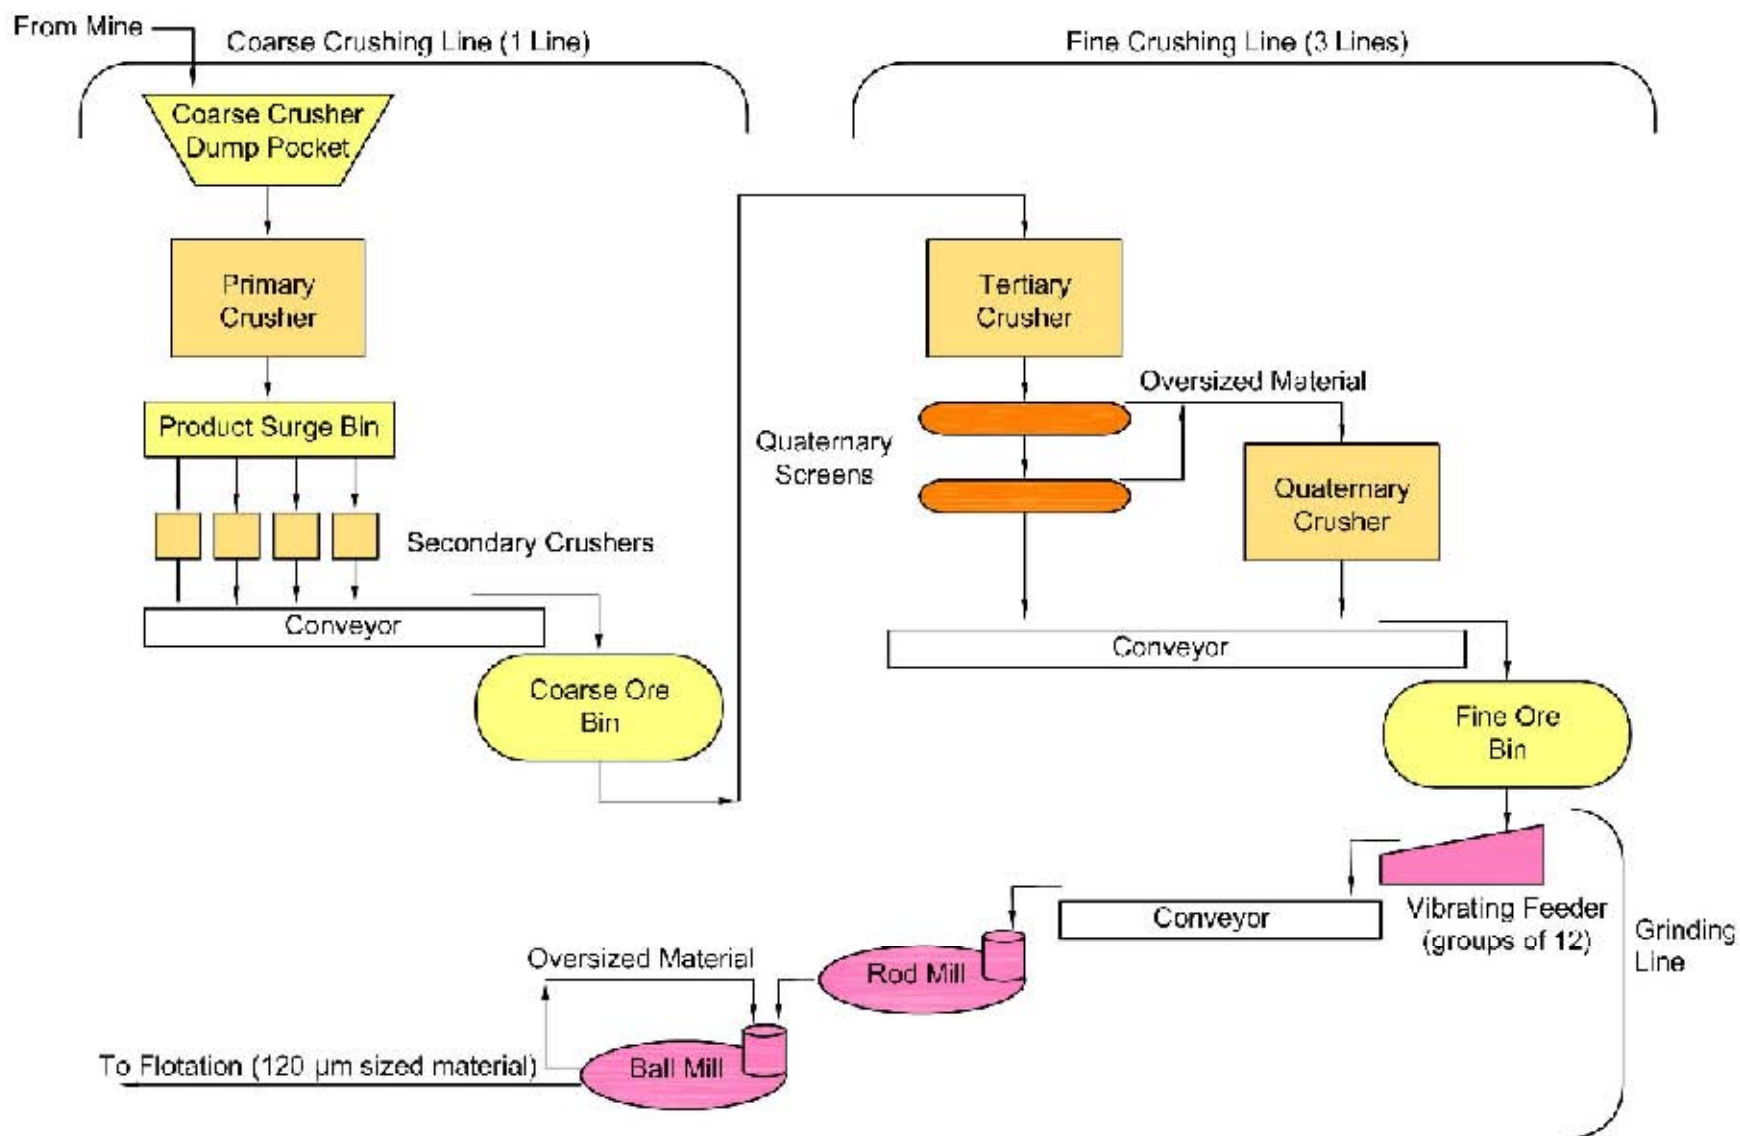 From Mine
Coarse Crushing Line (1 Line)
Fine Crushing Line (3 Lines)
Coarse Crusher
Dump Pocket
Primary
Crusher
Product Surge Bin
Secondary Crushers
Conveyor
Coarse Ore
Bin
Tertiary
Crusher
Oversized Material
Quaternary
Screens
Quaternary
Crusher
Conveyor
Fine Ore
Bin
Vibrating Feeder
(groups of 12)
Grinding
Line
Conveyor
Rod Mill
Oversized Material
Ball Mill
To Flotation (120 µm sized material)